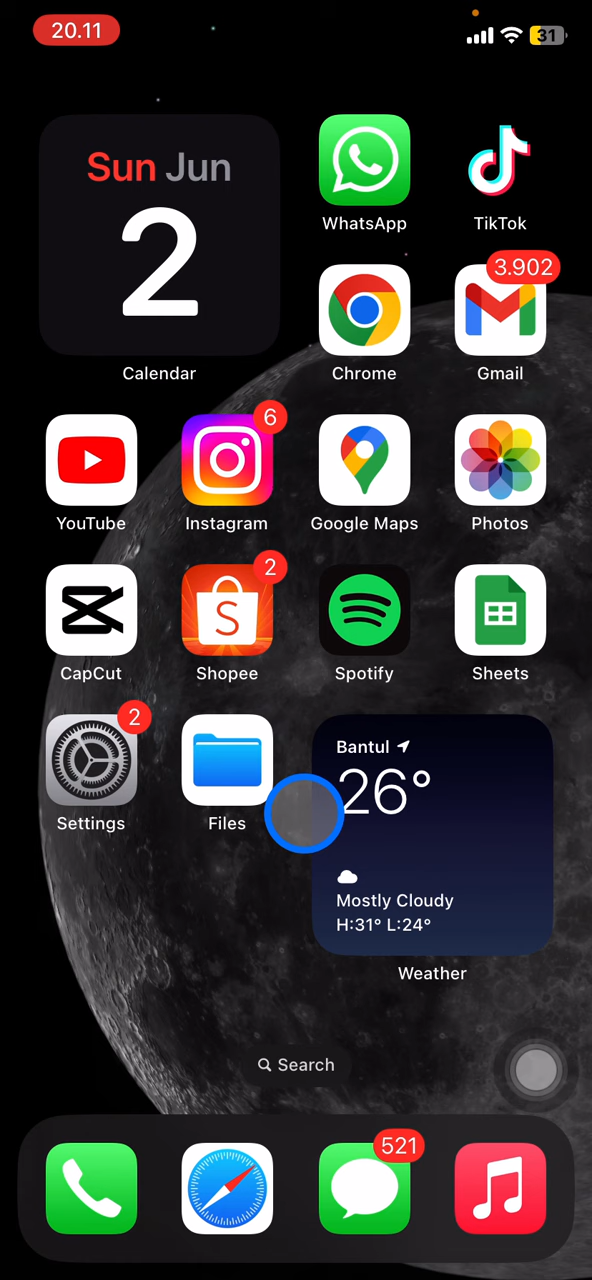 20.11
31
Sun Jun
2
Calendar
WhatsApp
TikTok
Chrome
3.902
Gmail
YouTube
6
Instagram
Google Maps
Photos
CapCut
2
S
Shopee
Spotify
Sheets
2
Settings
Files
Bantul
26°
Mostly Cloudy
H:31° L:24°
Weather
Search
521